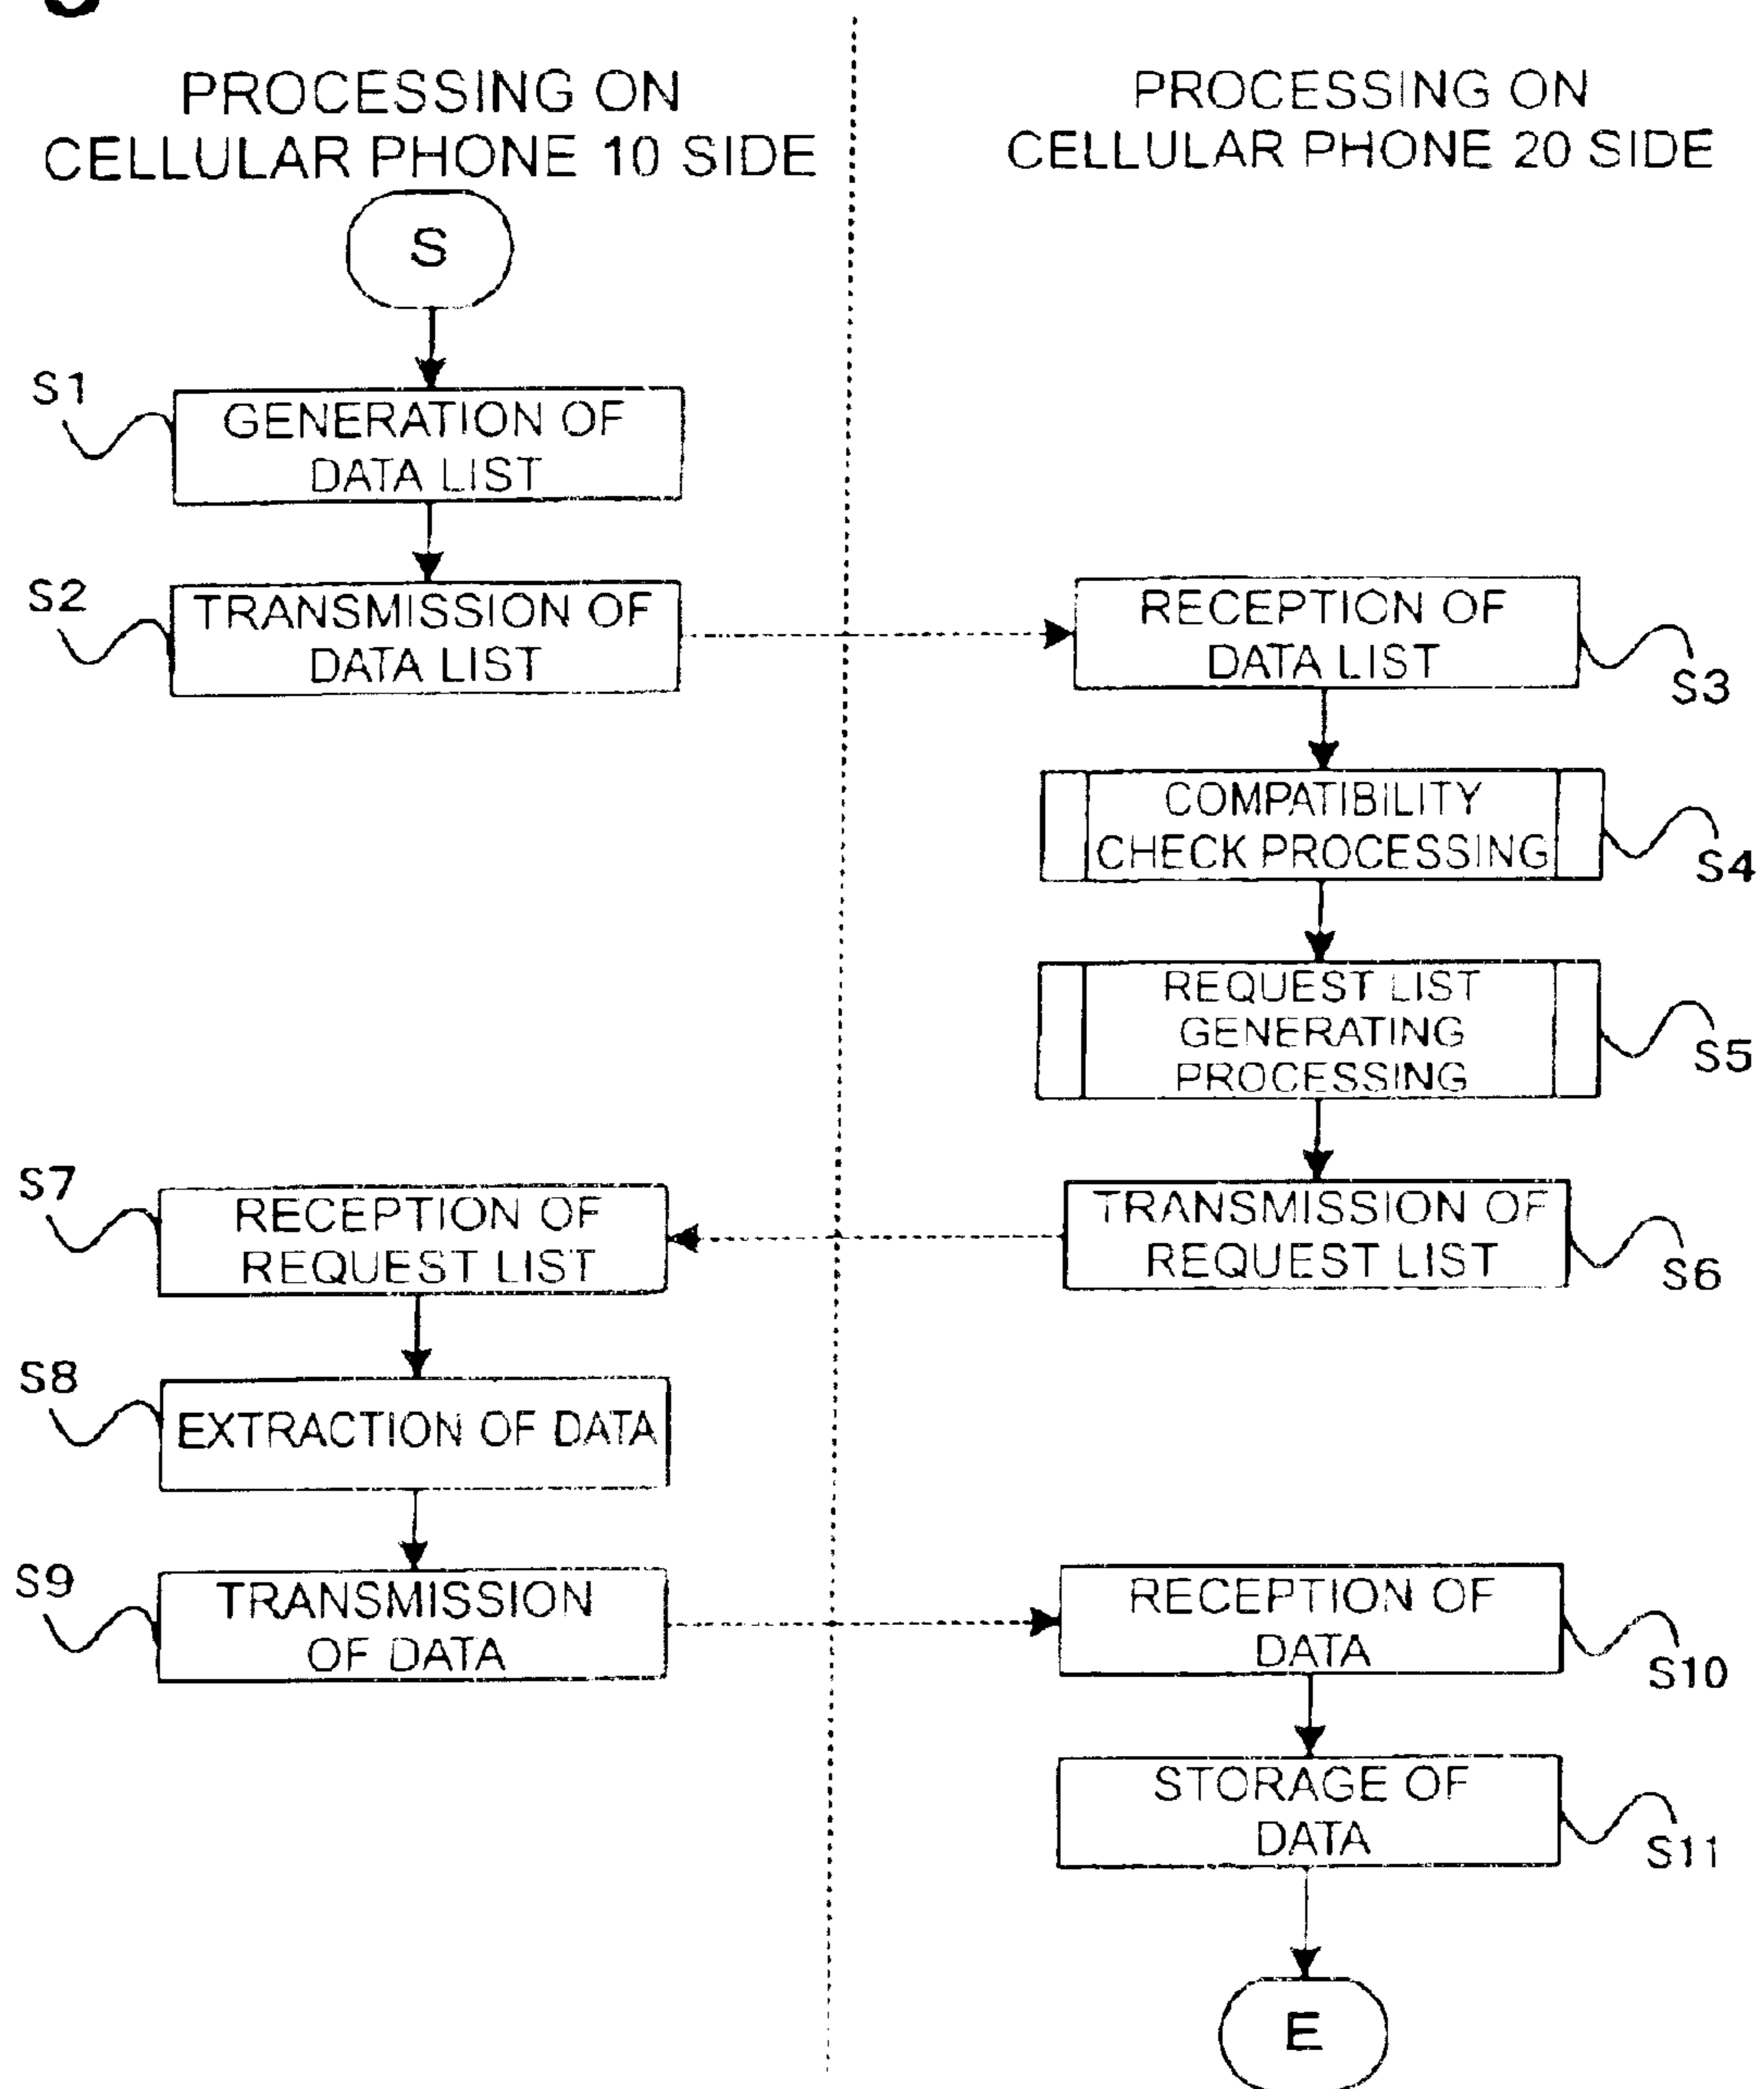 PROCESSING ON
CELLULAR PHONE 10 SIDE
PROCESSING ON
CELLULAR PHONE 20 SIDE
S
S1
GENERATION OF
DATA LIST
S2
TRANSMISSION OF
DATA LIST
RECEPTION OF
DATA LIST
S3
COMPATIBILITY
CHECK PROCESSING
S4
REQUEST LIST
GENERATING
PROCESSING
S5
TRANSMISSION OF
REQUEST LIST
S6
S7
RECEPTION OF
REQUEST LIST
S8
EXTRACTION OF DATA
S9
TRANSMISSION
OF DATA
RECEPTION OF
DATA
S10
STORAGE OF
DATA
S11
E